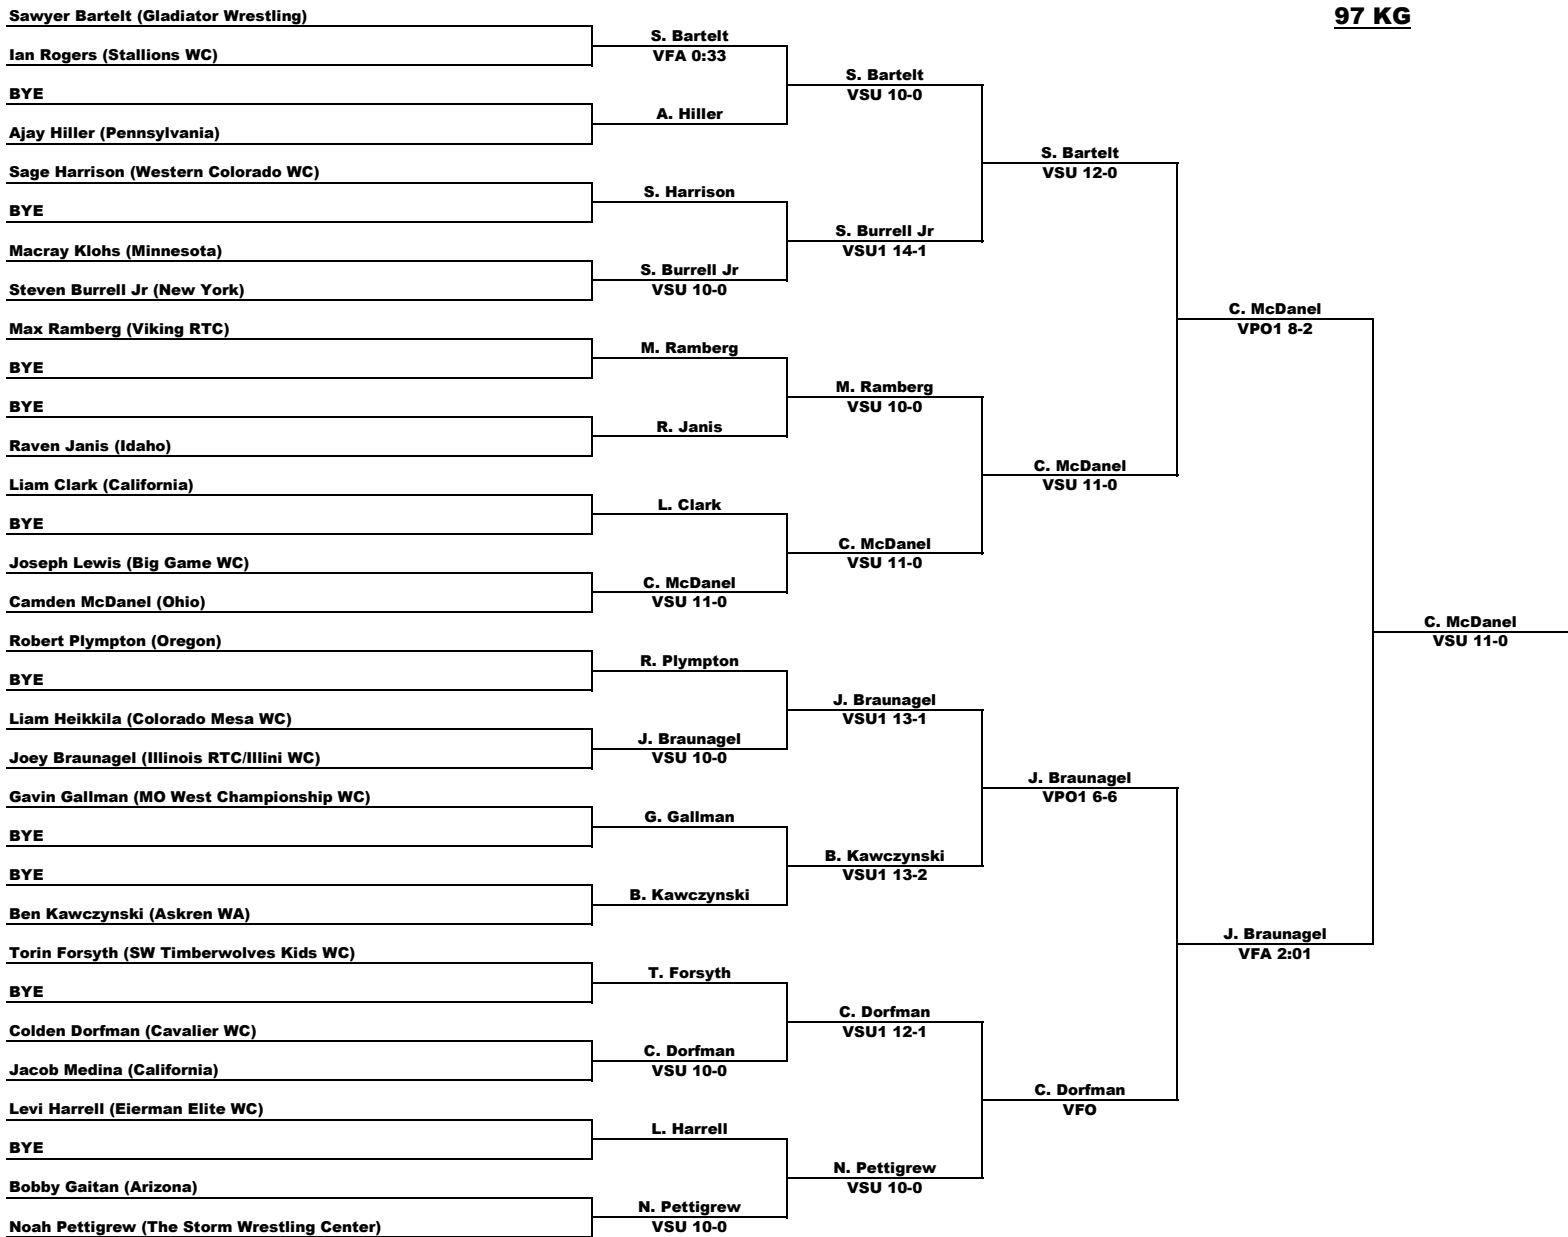 97 KG
Sawyer Bartelt (Gladiator Wrestling)
Ian Rogers (Stallions WC)
BYE
Ajay Hiller (Pennsylvania)
Sage Harrison (Western Colorado WC)
BYE
Macray Klohs (Minnesota)
Steven Burrell Jr (New York)
Max Ramberg (Viking RTC)
BYE
BYE
Raven Janis (Idaho)
Liam Clark (California)
BYE
Joseph Lewis (Big Game WC)
Camden McDanel (Ohio)
Robert Plympton (Oregon)
BYE
Liam Heikkila (Colorado Mesa WC)
Joey Braunagel (Illinois RTC/Illini WC)
Gavin Gallman (MO West Championship WC)
BYE
BYE
Ben Kawczynski (Askren WA)
Torin Forsyth (SW Timberwolves Kids WC)
BYE
Colden Dorfman (Cavalier WC)
Jacob Medina (California)
Levi Harrell (Eierman Elite WC)
BYE
Bobby Gaitan (Arizona)
Noah Pettigrew (The Storm Wrestling Center)
S. Bartelt
VFA 0:33
A. Hiller
S. Harrison
S. Burrell Jr
VSU 10-0
M. Ramberg
R. Janis
L. Clark
C. McDanel
VSU 11-0
R. Plympton
J. Braunagel
VSU 10-0
G. Gallman
B. Kawczynski
T. Forsyth
C. Dorfman
VSU 10-0
L. Harrell
N. Pettigrew
VSU 10-0
S. Bartelt
VSU 10-0
S. Burrell Jr
VSU1 14-1
M. Ramberg
VSU 10-0
C. McDanel
VSU 11-0
J. Braunagel
VSU1 13-1
B. Kawczynski
VSU1 13-2
C. Dorfman
VSU1 12-1
N. Pettigrew
VSU 10-0
S. Bartelt
VSU 12-0
C. McDanel
VSU 11-0
J. Braunagel
VPO1 6-6
C. Dorfman
VFO
C. McDanel
VPO1 8-2
J. Braunagel
VFA 2:01
C. McDanel
VSU 11-0